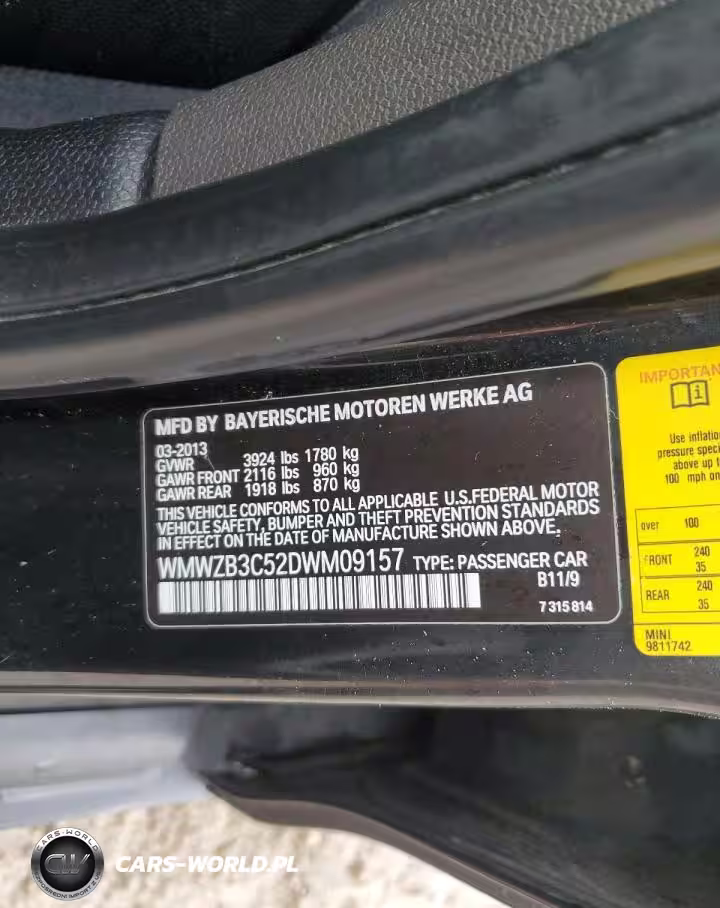 MFD BY BAYERISCHE MOTOREN WERKE AG
03-2013
GVWR 3924 lbs 1780 kg
GAWR FRONT 2116 lbs 960 kg
GAWR REAR 1918 lbs 870 kg
THIS VEHICLE CONFORMS TO ALL APPLICABLE U.S.FEDERAL MOTOR
VEHICLE SAFETY, BUMPER AND THEFT PREVENTION STANDARDS
IN EFFECT ON THE DATE OF MANUFACTURE SHOWN ABOVE.
WMWZB3C52DWM09157 TYPE: PASSENGER CAR
B11/9
7 315 814
IMPORTAN
Use inflatio
pressure speci
above up t
100 mph on
over 100
FRONT 240
35
REAR 240
35
MINI
9811742
CARS-WORLD
CW
CARS-WORLD.PL